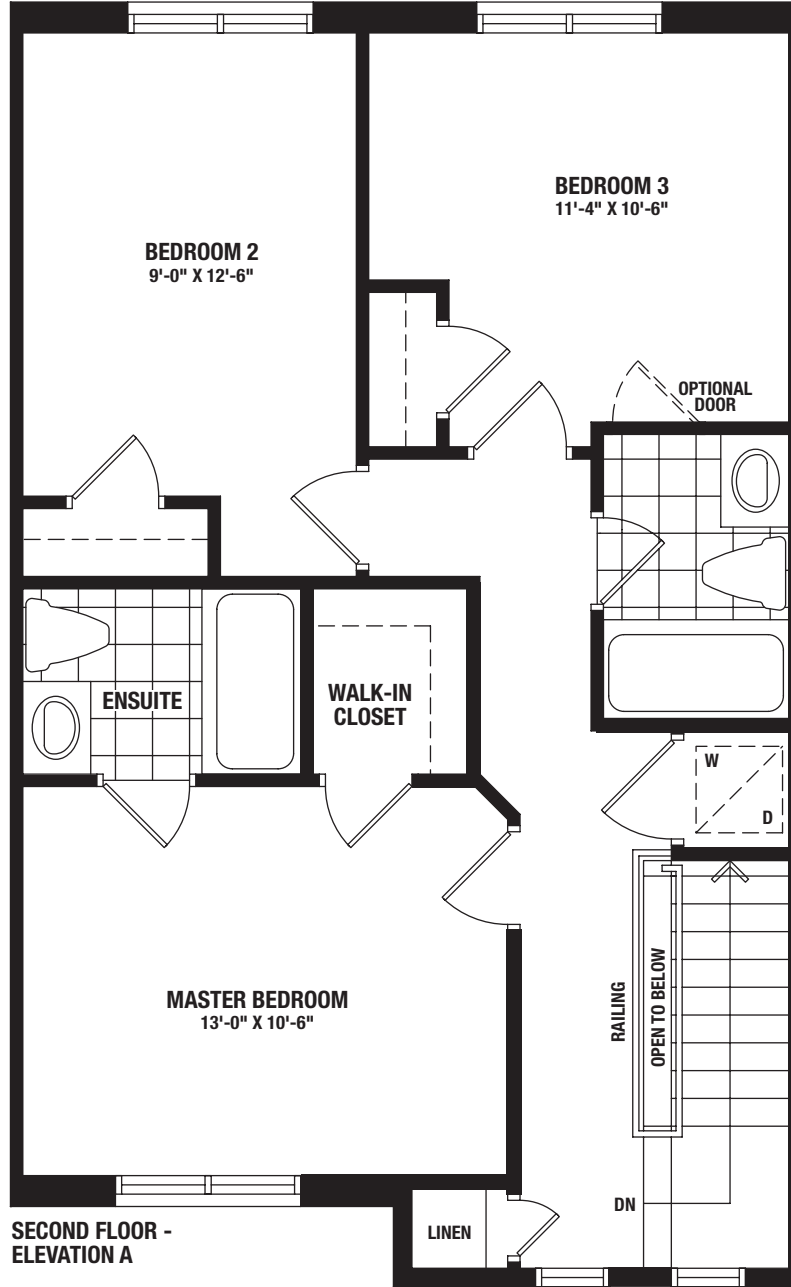 BEDROOM 3
11'-4" X 10'-6"
BEDROOM 2
9'-0" X 12'-6"
OPTIONAL
DOOR
ENSUITE
WALK-IN
CLOSET
W
D
MASTER BEDROOM
13'-0" X 10'-6"
RAILING
OPEN TO BELOW
DN
LINEN
SECOND FLOOR -
ELEVATION A